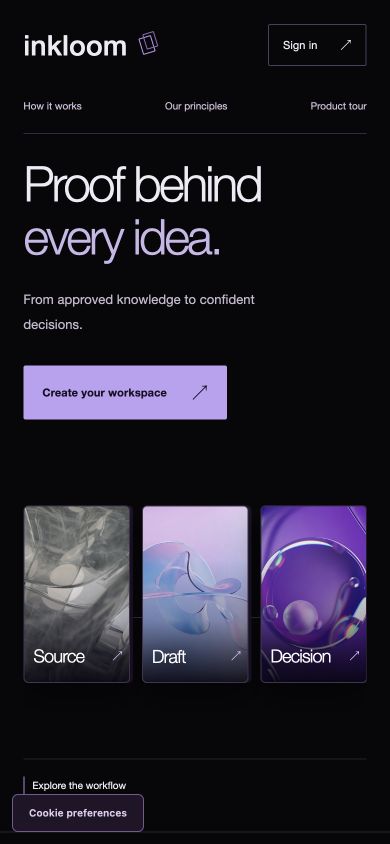 inkloom
Sign in
How it works
Our principles
Product tour
Proof behind
every idea.
From approved knowledge to confident
decisions.
Create your workspace
Source
Draft
Decision
Explore the workflow
Cookie preferences